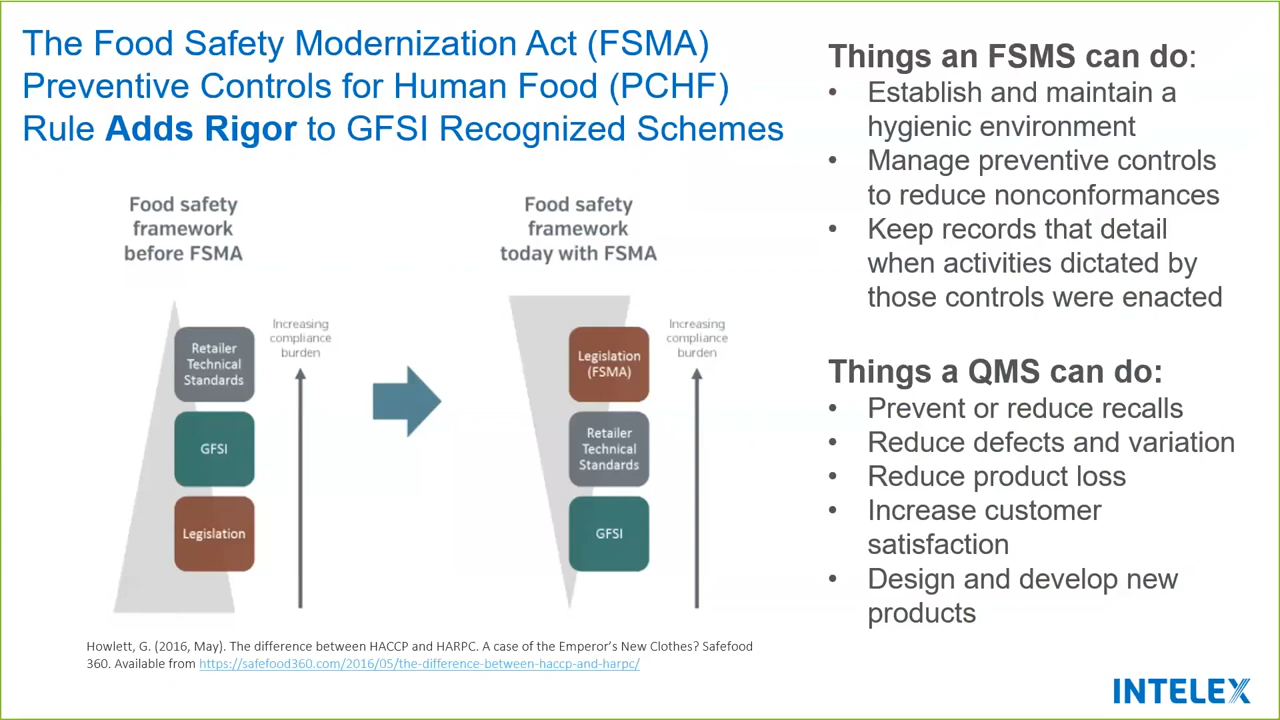 The Food Safety Modernization Act (FSMA)
Preventive Controls for Human Food (PCHF)
Rule Adds Rigor to GFSI Recognized Schemes
Food safety
framework
before FSMA
Increasing
compliance
burden
Retailer
Technical
Standards
GFSI
Legislation
Food safety
framework
today with FSMA
Increasing
compliance
burden
Legislation
(FSMA)
Retailer
Technical
Standards
GFSI
Howlett, G. (2016, May). The difference between HACCP and HARPC. A case of the Emperor’s New Clothes? Safefood
360. Available from https://safefood360.com/2016/05/the-difference-between-haccp-and-harpc/
Things an FSMS can do:
• Establish and maintain a
hygienic environment
• Manage preventive controls
to reduce nonconformances
• Keep records that detail
when activities dictated by
those controls were enacted
Things a QMS can do:
• Prevent or reduce recalls
• Reduce defects and variation
• Reduce product loss
• Increase customer
satisfaction
• Design and develop new
products
INTELEX